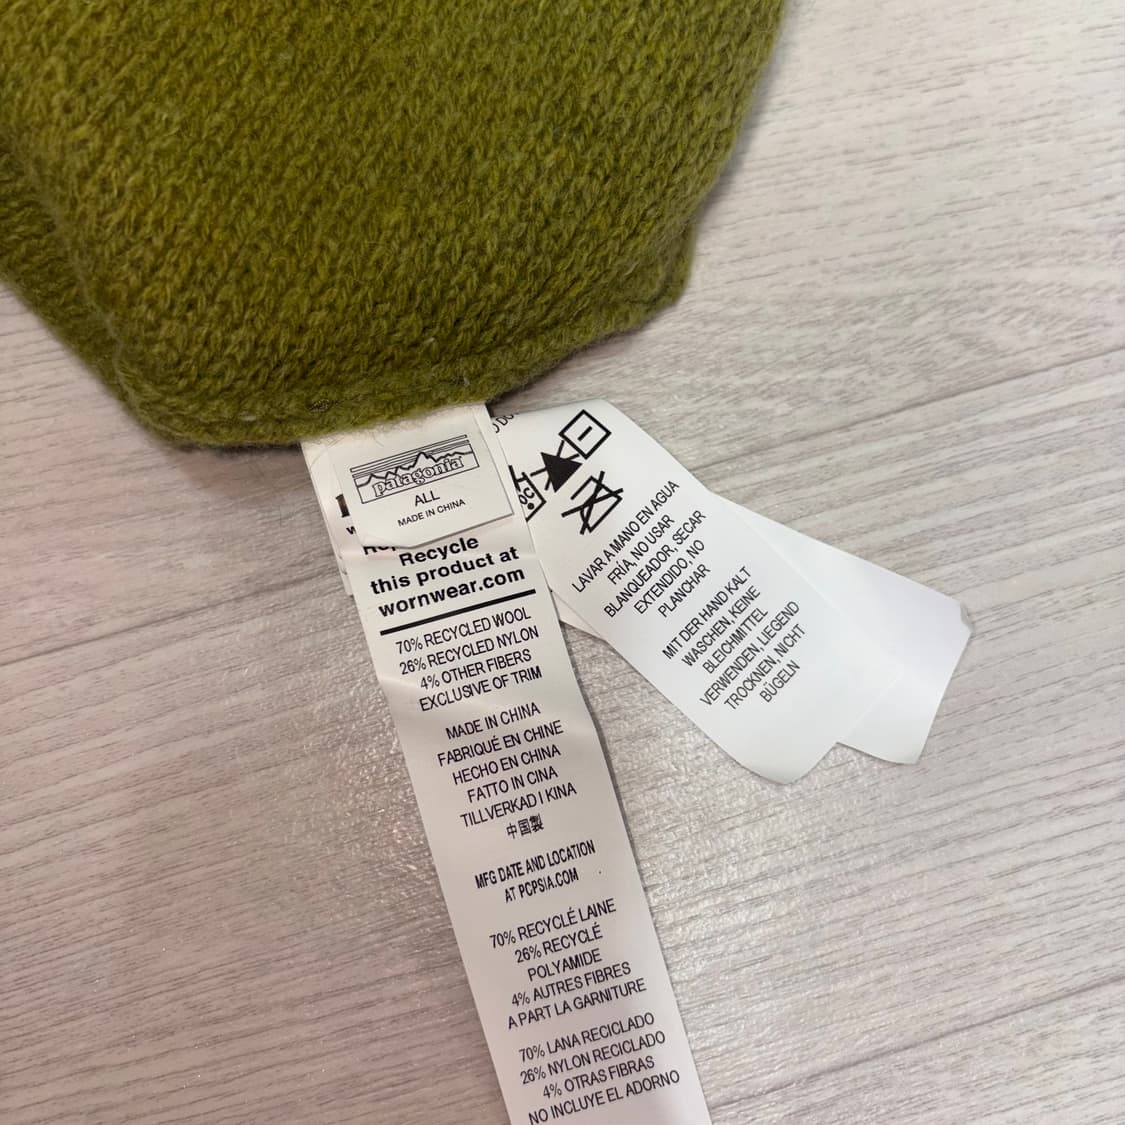 patagonia
ALL
MADE IN CHINA
Recycle
this product at
wornwear.com
70% RECYCLED WOOL
26% RECYCLED NYLON
4% OTHER FIBERS
EXCLUSIVE OF TRIM
MADE IN CHINA
FABRIQUÉ EN CHINE
HECHO EN CHINA
FATTO IN CINA
TILLVERKAD I KINA
中国製
MFG DATE AND LOCATION
AT PCPSIA.COM
70% RECYCLÉ LAINE
26% RECYCLÉ
POLYAMIDE
4% AUTRES FIBRES
A PART LA GARNITURE
70% LANA RECICLADO
26% NYLON RECICLADO
4% OTRAS FIBRAS
NO INCLUYE EL ADORNO
LAVAR A MANO EN AGUA
FRÍA, NO USAR
BLANQUEADOR, SECAR
EXTENDIDO, NO
PLANCHAR
MIT DER HAND KALT
WASCHEN, KEINE
BLEICHMITTEL
VERWENDEN, LIEGEND
TROCKNEN, NICHT
BÜGELN